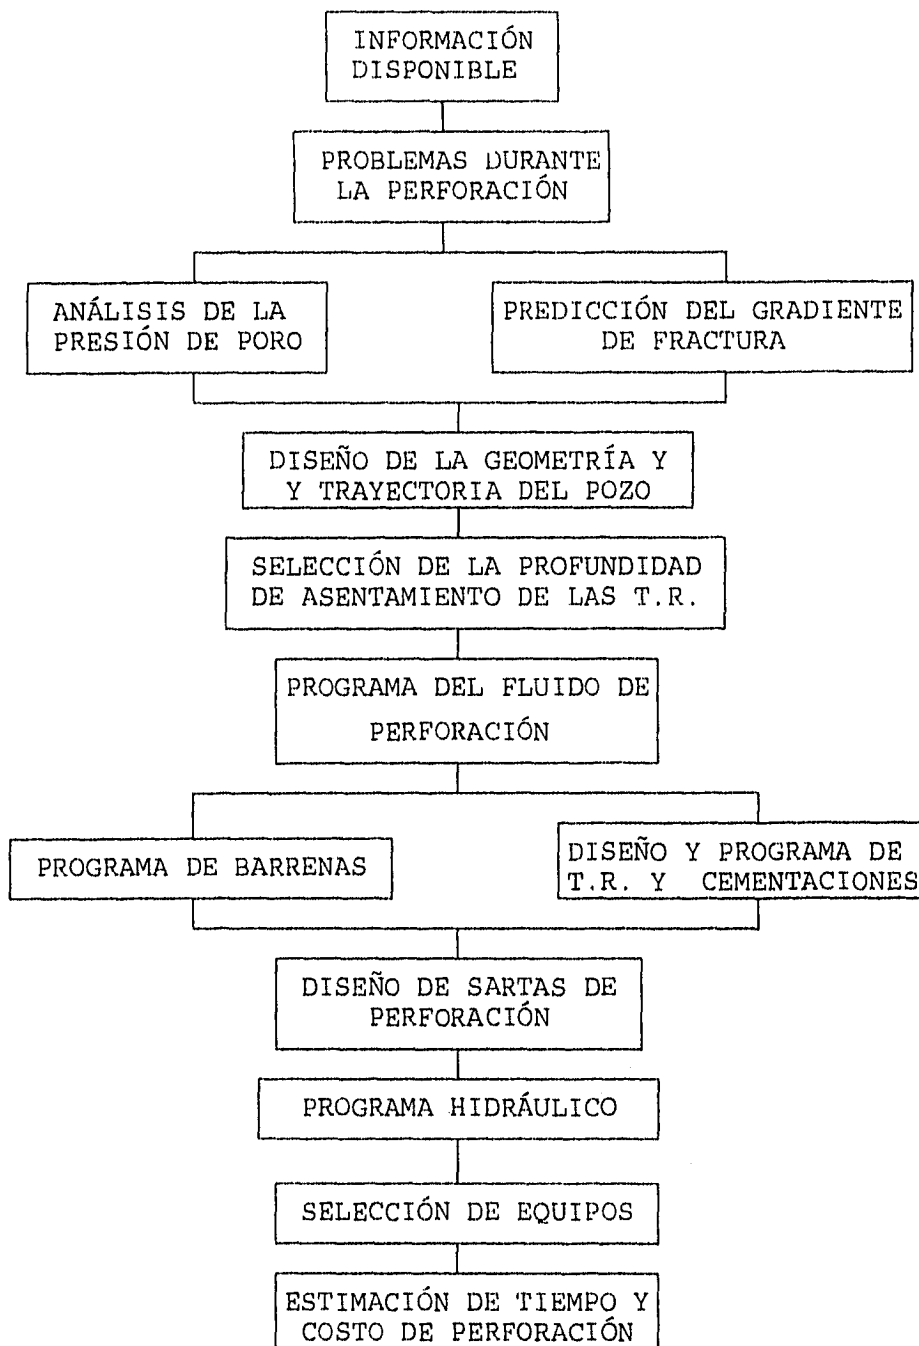 INFORMACIÓN
DISPONIBLE
PROBLEMAS DURANTE
LA PERFORACIÓN
ANÁLISIS DE LA
PRESIÓN DE PORO
PREDICCIÓN DEL GRADIENTE
DE FRACTURA
DISEÑO DE LA GEOMETRÍA Y
Y TRAYECTORIA DEL POZO
SELECCIÓN DE LA PROFUNDIDAD
DE ASENTAMIENTO DE LAS T.R.
PROGRAMA DEL FLUIDO DE
PERFORACIÓN
PROGRAMA DE BARRENAS
DISEÑO Y PROGRAMA DE
T.R. Y CEMENTACIONES
DISEÑO DE SARTAS DE
PERFORACIÓN
PROGRAMA HIDRÁULICO
SELECCIÓN DE EQUIPOS
ESTIMACIÓN DE TIEMPO Y
COSTO DE PERFORACIÓN